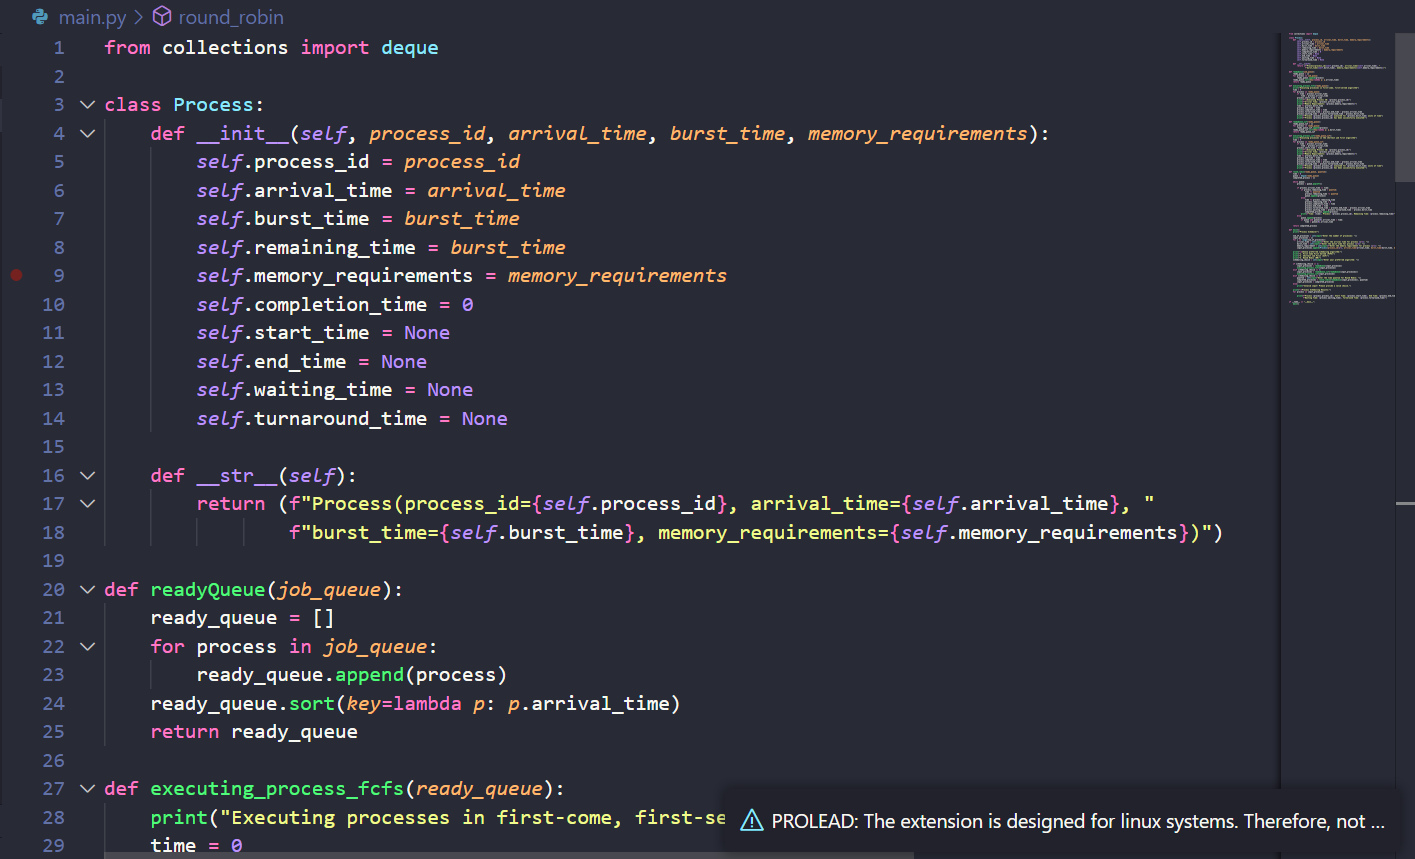 main.py > round_robin
1 from collections import deque
2
3 class Process:
4 def __init__(self, process_id, arrival_time, burst_time, memory_requirements):
5 self.process_id = process_id
6 self.arrival_time = arrival_time
7 self.burst_time = burst_time
8 self.remaining_time = burst_time
9 self.memory_requirements = memory_requirements
10 self.completion_time = 0
11 self.start_time = None
12 self.end_time = None
13 self.waiting_time = None
14 self.turnaround_time = None
15
16 def __str__(self):
17 return (f"Process(process_id={self.process_id}, arrival_time={self.arrival_time}, "
18 f"burst_time={self.burst_time}, memory_requirements={self.memory_requirements})")
19
20 def readyQueue(job_queue):
21 ready_queue = []
22 for process in job_queue:
23 ready_queue.append(process)
24 ready_queue.sort(key=lambda p: p.arrival_time)
25 return ready_queue
26
27 def executing_process_fcfs(ready_queue):
28 print("Executing processes in first-come, first-se
29 time = 0
PROLEAD: The extension is designed for linux systems. Therefore, not ...